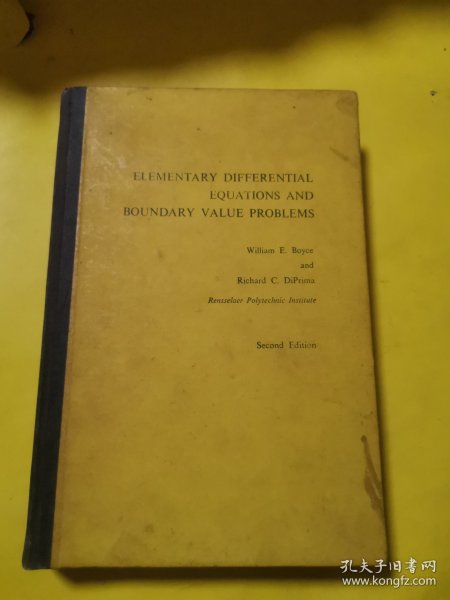 ELEMENTARY DIFFERENTIAL
EQUATIONS AND
BOUNDARY VALUE PROBLEMS
William E. Boyce
and
Richard C. DiPrima
Rensselaer Polytechnic Institute
Second Edition
孔夫子旧书网
www.kongfz.com